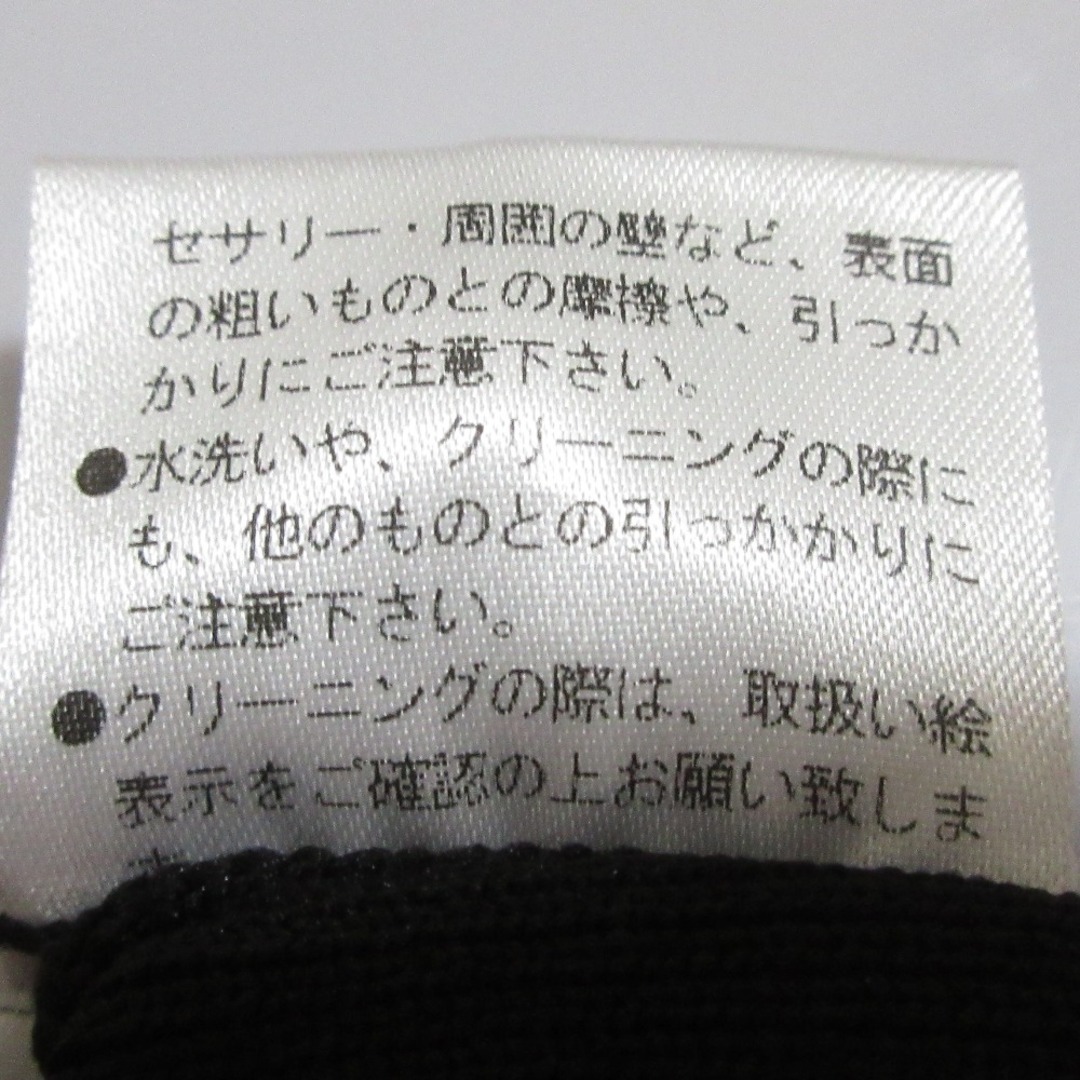 セサリー・周囲の壁など、表面
の粗いものとの摩擦や、引っか
かりにご注意下さい。
●水洗いや、クリーニングの際に
も、他のものとの引っかかりに
ご注意下さい。
●クリーニングの際は、取扱い絵
表示をご確認の上お願い致しま